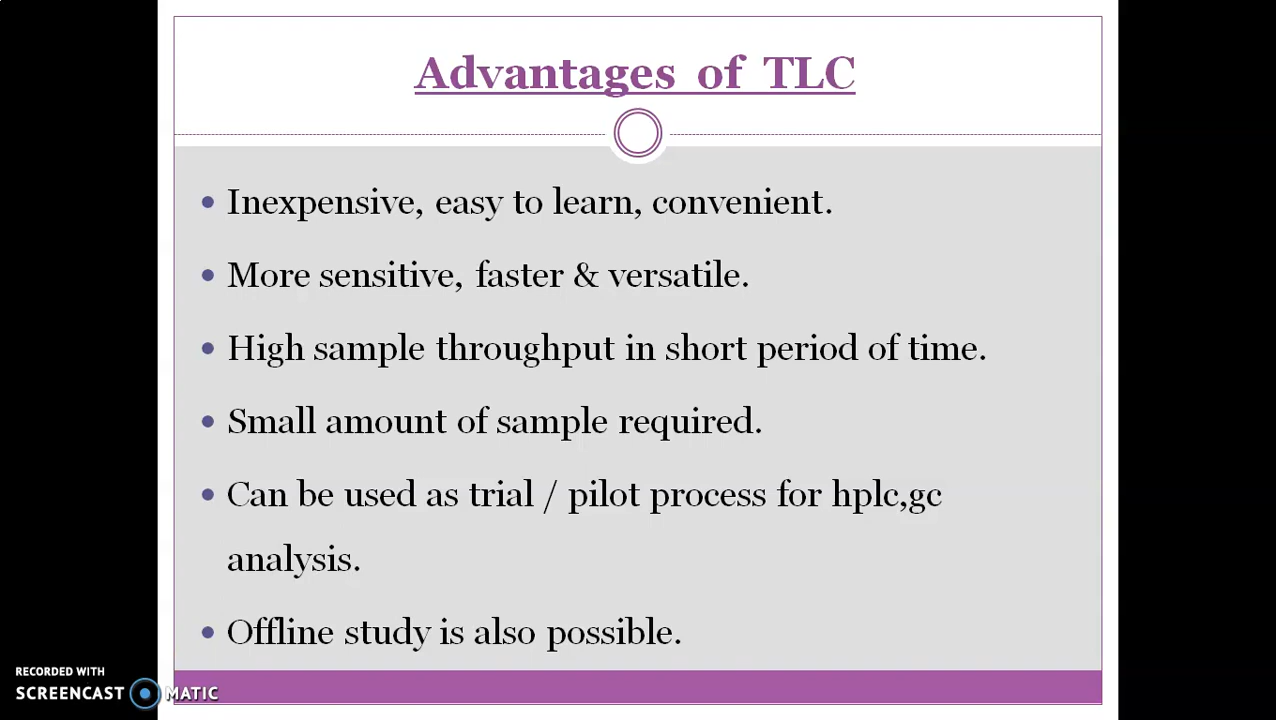 Advantages of TLC
• Inexpensive, easy to learn, convenient.
• More sensitive, faster & versatile.
• High sample throughput in short period of time.
• Small amount of sample required.
• Can be used as trial / pilot process for hplc,gc
analysis.
• Offline study is also possible.
RECORDED WITH
SCREENCAST MATIC